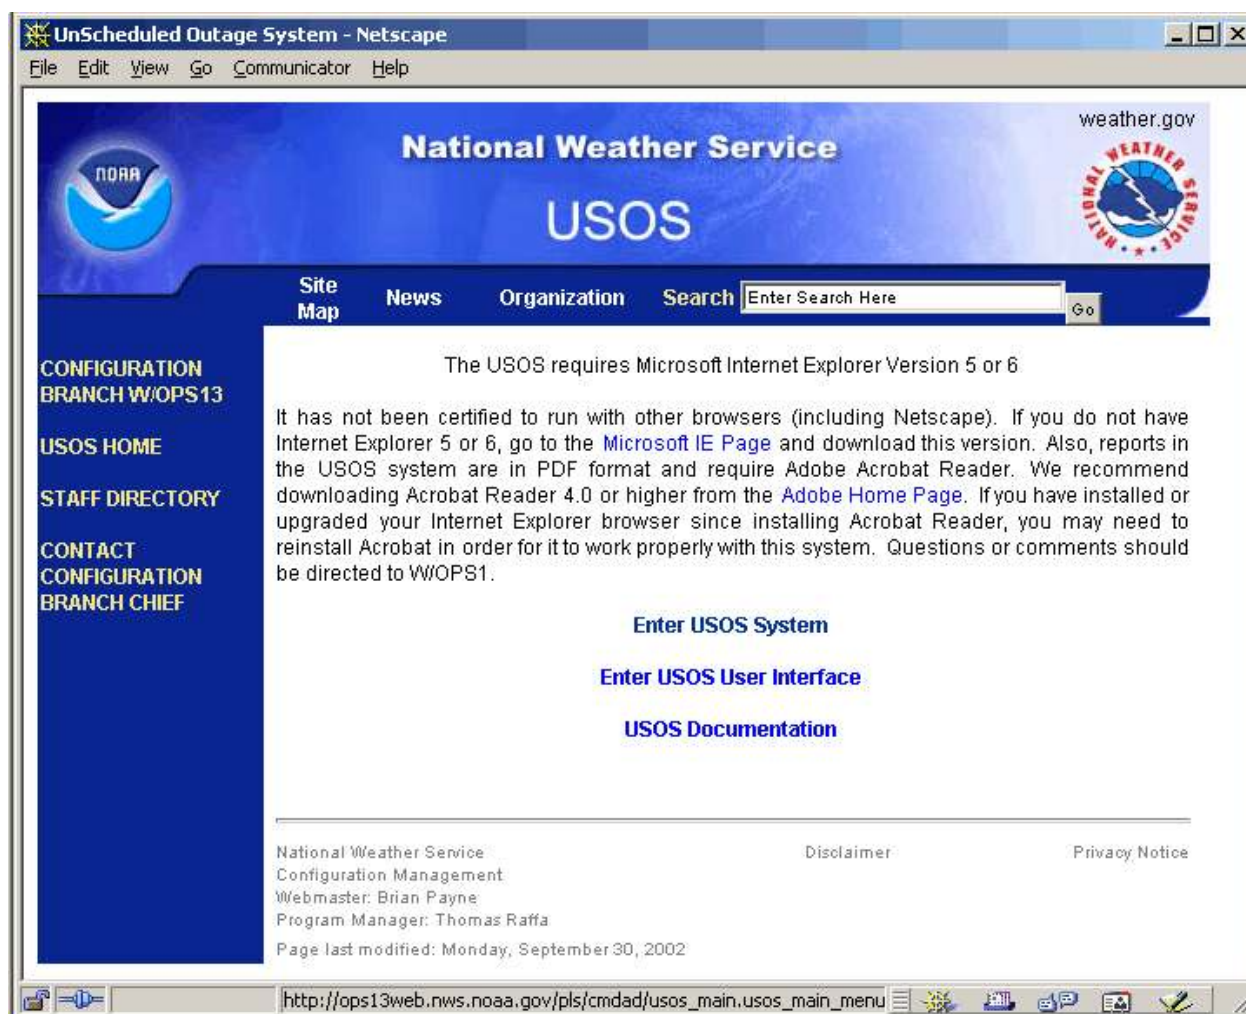 UnScheduled Outage System - Netscape
File Edit View Go Communicator Help
weather.gov
NOAA
National Weather Service
NATIONAL WEATHER SERVICE
USOS
Site Map News Organization Search Enter Search Here Go
CONFIGURATION
BRANCH W/OPS13
USOS HOME
STAFF DIRECTORY
CONTACT
CONFIGURATION
BRANCH CHIEF
The USOS requires Microsoft Internet Explorer Version 5 or 6
It has not been certified to run with other browsers (including Netscape). If you do not have
Internet Explorer 5 or 6, go to the Microsoft IE Page and download this version. Also, reports in
the USOS system are in PDF format and require Adobe Acrobat Reader. We recommend
downloading Acrobat Reader 4.0 or higher from the Adobe Home Page. If you have installed or
upgraded your Internet Explorer browser since installing Acrobat Reader, you may need to
reinstall Acrobat in order for it to work properly with this system. Questions or comments should
be directed to W/OPS1.
Enter USOS System
Enter USOS User Interface
USOS Documentation
National Weather Service Disclaimer Privacy Notice
Configuration Management
Webmaster: Brian Payne
Program Manager: Thomas Raffa
Page last modified: Monday, September 30, 2002
http://ops13web.nws.noaa.gov/pls/cmdad/usos_main.usos_main_menu